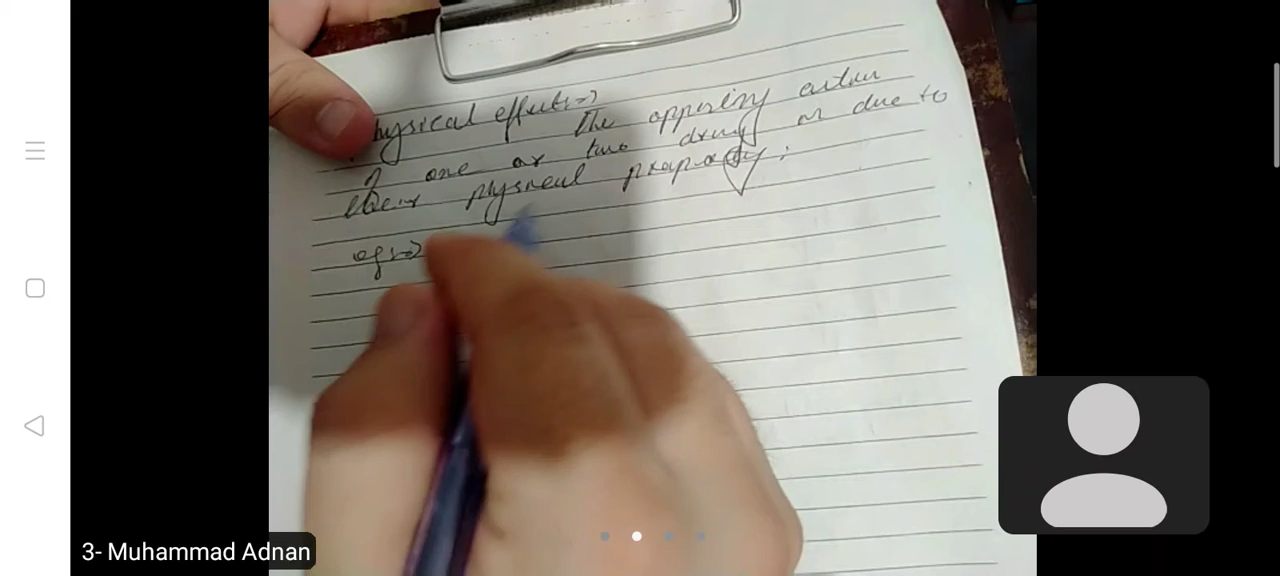 hysical effect:→
The opposing action
of one or two drug or due to
their physical property:
eg:→
3- Muhammad Adnan